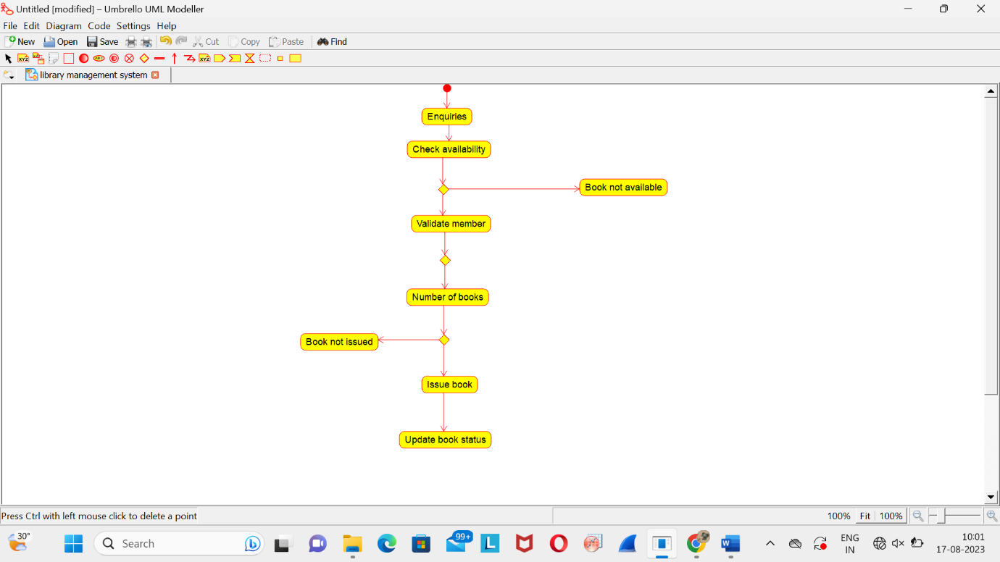 Untitled [modified] – Umbrello UML Modeller
File Edit Diagram Code Settings Help
New Open Save Cut Copy Paste Find
XYZ ABC XYZ
library management system
Enquiries
Check availability
Book not available
Validate member
Number of books
Book not issued
Issue book
Update book status
Press Ctrl with left mouse click to delete a point
100% Fit 100%
30° Search 99+ L ENG 10:01
IN 17-08-2023